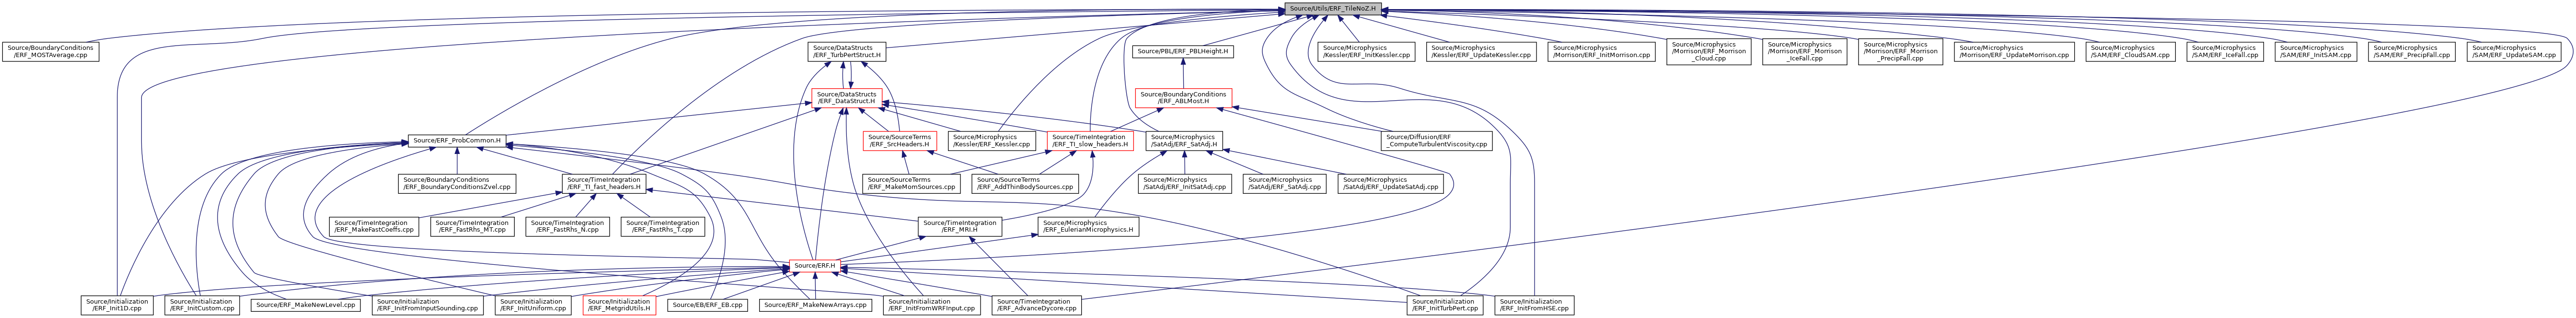 Source/Utils/ERF_TileNoZ.H
Source/BoundaryConditions
/ERF_MOSTAverage.cpp
Source/DataStructs
/ERF_TurbPertStruct.H
Source/PBL/ERF_PBLHeight.H
Source/Microphysics
/Kessler/ERF_InitKessler.cpp
Source/Microphysics
/Kessler/ERF_UpdateKessler.cpp
Source/Microphysics
/Morrison/ERF_InitMorrison.cpp
Source/Microphysics
/Morrison/ERF_Morrison
_Cloud.cpp
Source/Microphysics
/Morrison/ERF_Morrison
_IceFall.cpp
Source/Microphysics
/Morrison/ERF_Morrison
_PrecipFall.cpp
Source/Microphysics
/Morrison/ERF_UpdateMorrison.cpp
Source/Microphysics
/SAM/ERF_CloudSAM.cpp
Source/Microphysics
/SAM/ERF_IceFall.cpp
Source/Microphysics
/SAM/ERF_InitSAM.cpp
Source/Microphysics
/SAM/ERF_PrecipFall.cpp
Source/Microphysics
/SAM/ERF_UpdateSAM.cpp
Source/DataStructs
/ERF_DataStruct.H
Source/BoundaryConditions
/ERF_ABLMost.H
Source/ERF_ProbCommon.H
Source/SourceTerms
/ERF_SrcHeaders.H
Source/Microphysics
/Kessler/ERF_Kessler.cpp
Source/TimeIntegration
/ERF_TI_slow_headers.H
Source/Microphysics
/SatAdj/ERF_SatAdj.H
Source/Diffusion/ERF
_ComputeTurbulentViscosity.cpp
Source/BoundaryConditions
/ERF_BoundaryConditionsZvel.cpp
Source/TimeIntegration
/ERF_TI_fast_headers.H
Source/SourceTerms
/ERF_MakeMomSources.cpp
Source/SourceTerms
/ERF_AddThinBodySources.cpp
Source/Microphysics
/SatAdj/ERF_InitSatAdj.cpp
Source/Microphysics
/SatAdj/ERF_SatAdj.cpp
Source/Microphysics
/SatAdj/ERF_UpdateSatAdj.cpp
Source/TimeIntegration
/ERF_MakeFastCoeffs.cpp
Source/TimeIntegration
/ERF_FastRhs_MT.cpp
Source/TimeIntegration
/ERF_FastRhs_N.cpp
Source/TimeIntegration
/ERF_FastRhs_T.cpp
Source/TimeIntegration
/ERF_MRI.H
Source/Microphysics
/ERF_EulerianMicrophysics.H
Source/ERF.H
Source/Initialization
/ERF_Init1D.cpp
Source/Initialization
/ERF_InitCustom.cpp
Source/ERF_MakeNewLevel.cpp
Source/Initialization
/ERF_InitFromInputSounding.cpp
Source/Initialization
/ERF_InitUniform.cpp
Source/Initialization
/ERF_MetgridUtils.H
Source/EB/ERF_EB.cpp
Source/ERF_MakeNewArrays.cpp
Source/Initialization
/ERF_InitFromWRFInput.cpp
Source/TimeIntegration
/ERF_AdvanceDycore.cpp
Source/Initialization
/ERF_InitTurbPert.cpp
Source/Initialization
/ERF_InitFromHSE.cpp